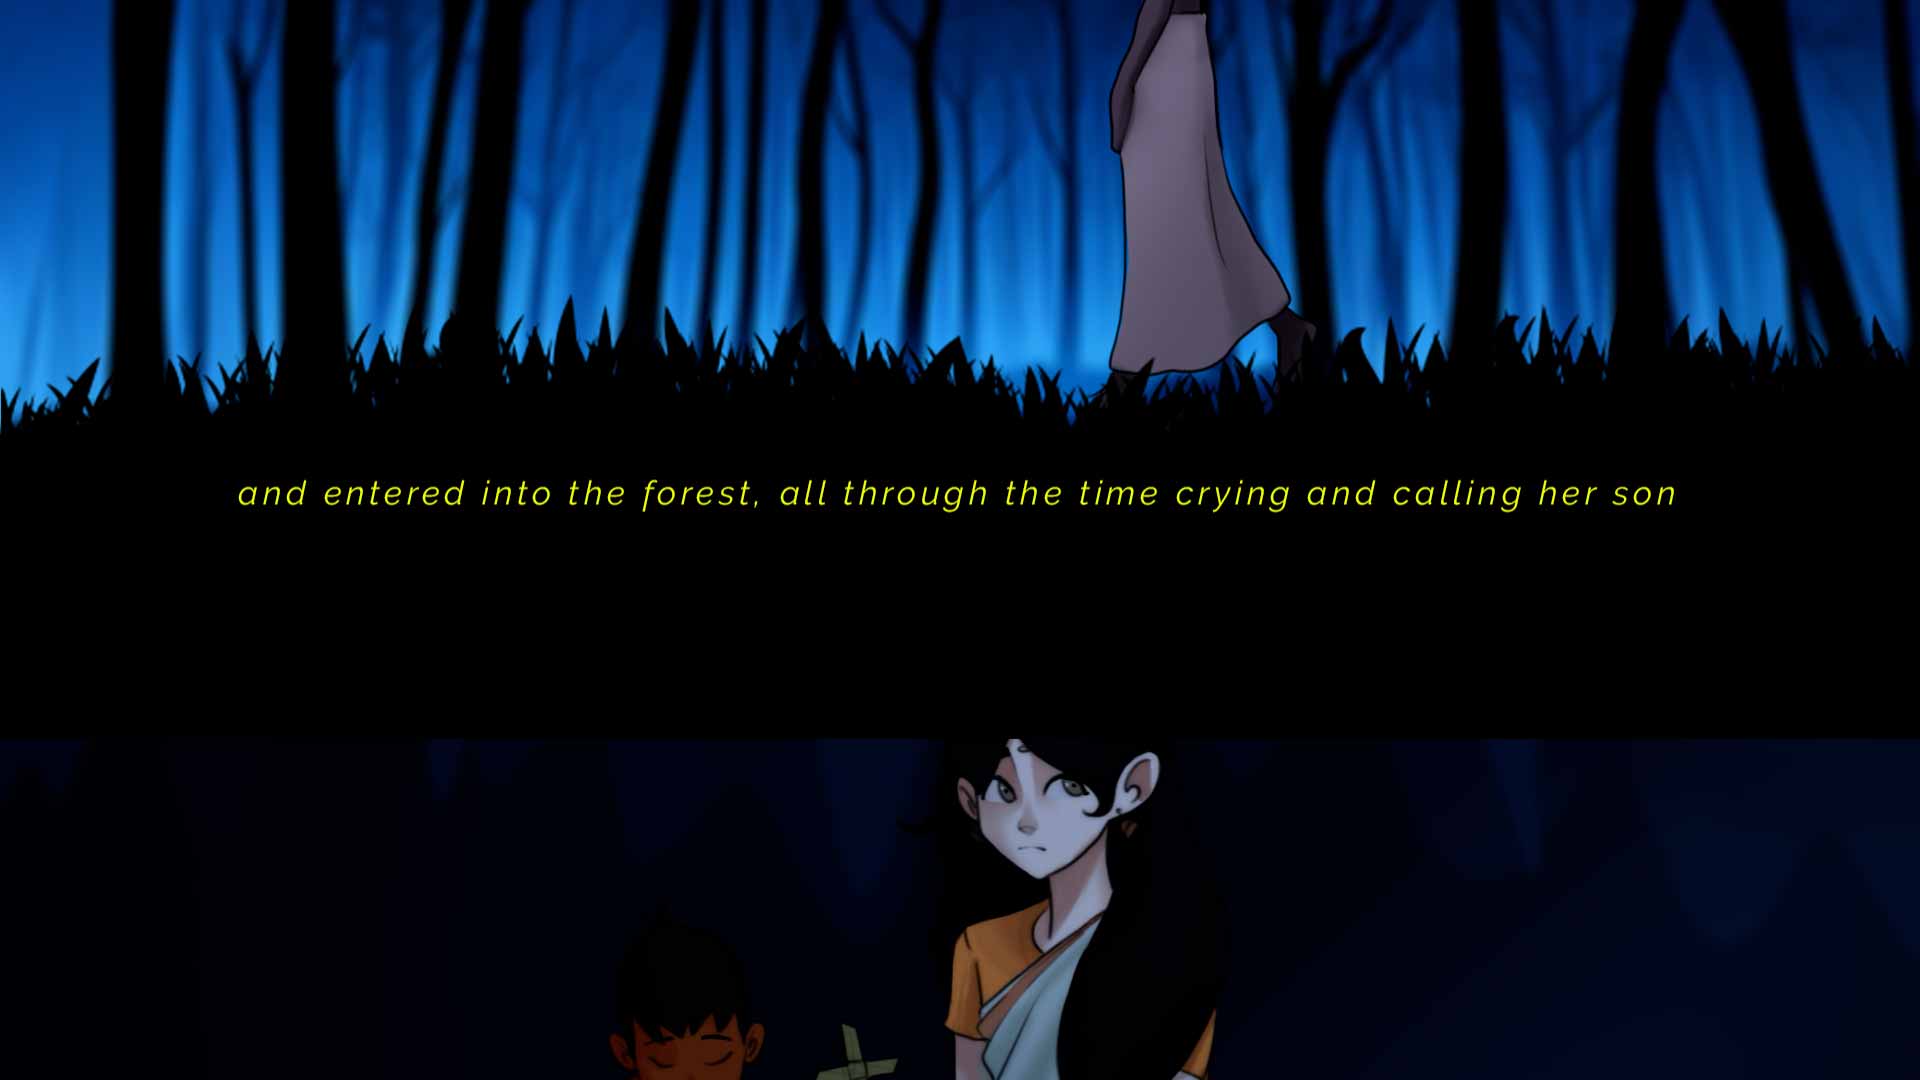 and entered into the forest, all through the time crying and calling her son